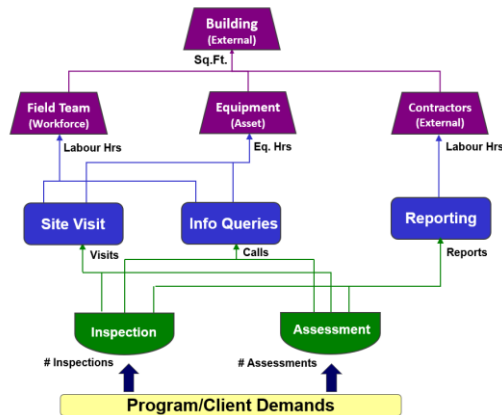 Building
(External)
Sq.Ft.
Field Team
(Workforce)
Equipment
(Asset)
Contractors
(External)
Labour Hrs
Eq. Hrs
Labour Hrs
Site Visit
Info Queries
Reporting
Visits
Calls
Reports
Inspection
Assessment
# Inspections
# Assessments
Program/Client Demands